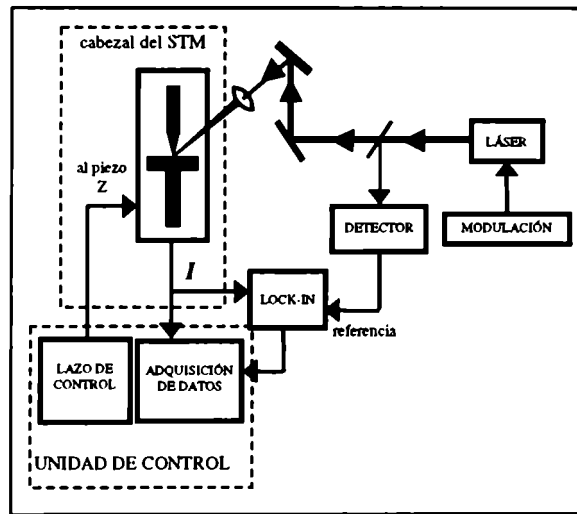 cabezal del STM
LÁSER
al piezo
Z
DETECTOR
MODULACIÓN
I
LOCK-IN
referencia
LAZO DE
CONTROL
ADQUISICIÓN
DE DATOS
UNIDAD DE CONTROL